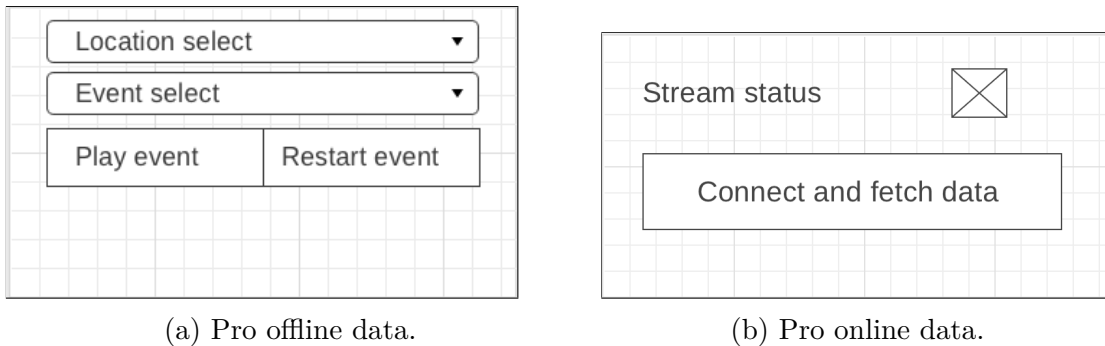 Location select
Event select
Play event
Restart event
(a) Pro offline data.
Stream status
Connect and fetch data
(b) Pro online data.